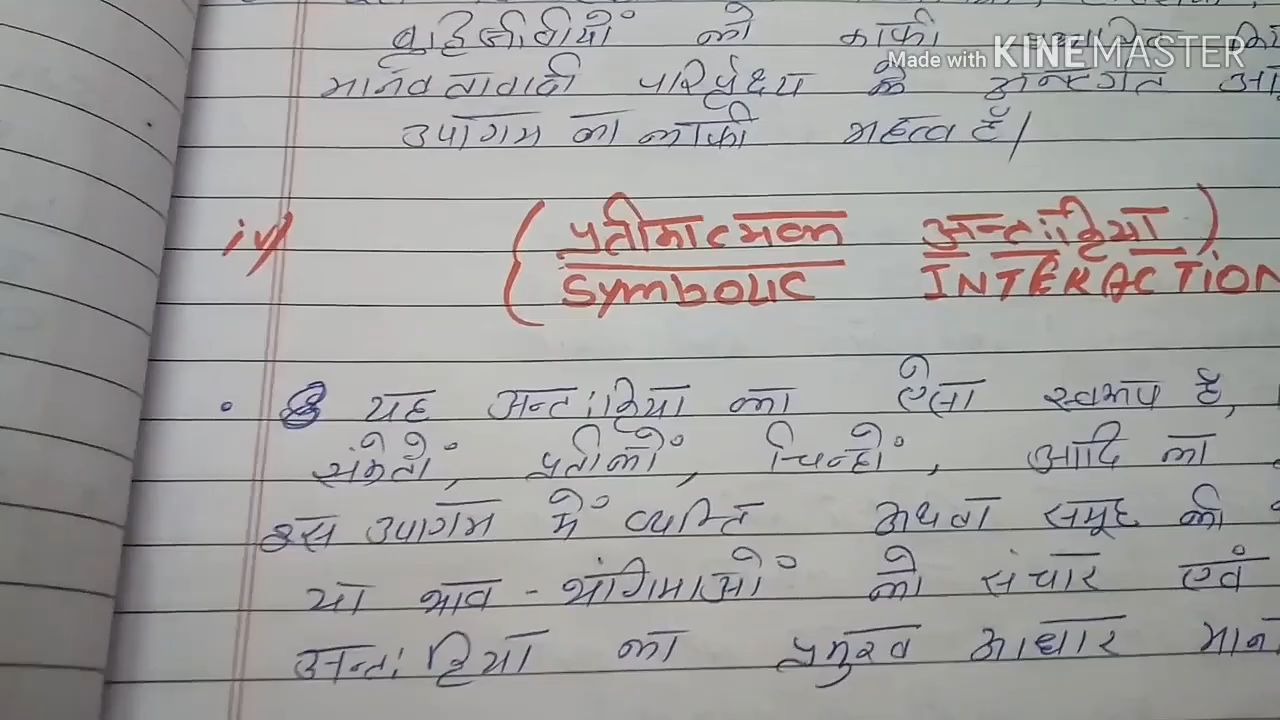 बुद्धिजीवीयों को काफी
Made with KINEMASTER
मानवतावादी परिप्रेक्ष्य के अन्तर्गत
उपागम का काफी महत्व है|
iv) (प्रतीकात्मक अन्त:क्रिया)
(SYMBOLIC INTERACTION
• यह अन्त:क्रिया का ऐसा स्वरूप है,
संकेतों, प्रतीकों, चिन्हों, आदि का
इस उपागम में व्यक्ति अथवा समूह की
या भाव-भंगिमाओं को संचार एवं
अन्त:क्रिया का प्रमुख आधार